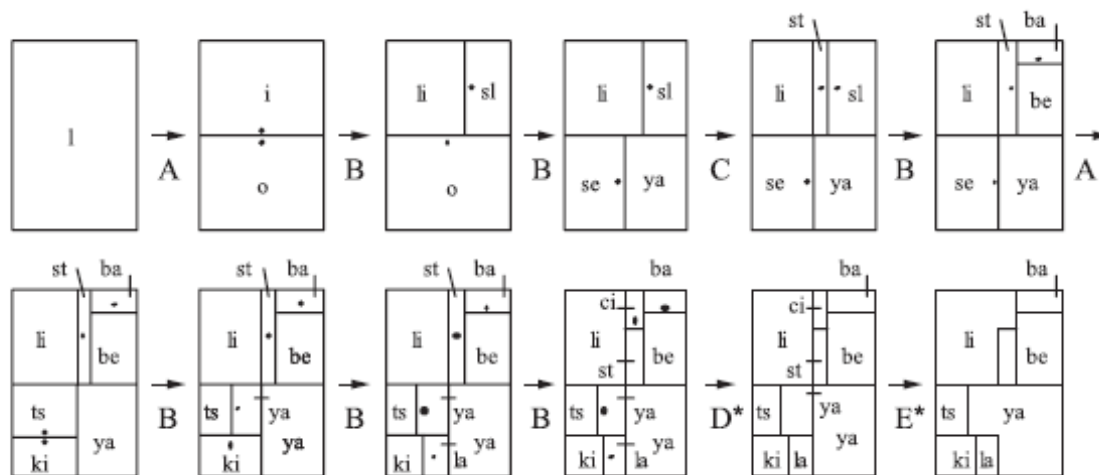 st st ba
l i li sl li sl li sl li be
o o se ya se ya se ya
A B B C B A
st ba st ba st ba ba ba
ci ci
li be li be li be li be li be li be
st st
ts ya ts ya ya ts ya ya ts ya ya ts ya ya ts ya
B B B D* E*
ki ki ki la ki la ki la ki la